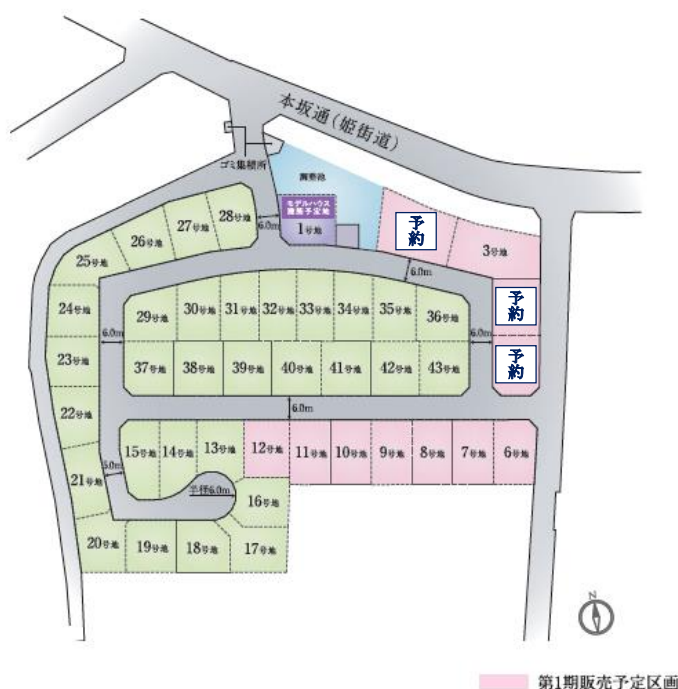 本坂通(姫街道)
ゴミ集積所
調整池
モデルハウス
建築予定地
1号地
予約
3号地
予約
予約
28号地
27号地
26号地
25号地
24号地
23号地
22号地
21号地
20号地
19号地
18号地
17号地
16号地
6.0m
6.0m
29号地
30号地
31号地
32号地
33号地
34号地
35号地
36号地
6.0m
6.0m
37号地
38号地
39号地
40号地
41号地
42号地
43号地
6.0m
15号地
14号地
13号地
12号地
11号地
10号地
9号地
8号地
7号地
6号地
5.0m
半径6.0m
N
第1期販売予定区画